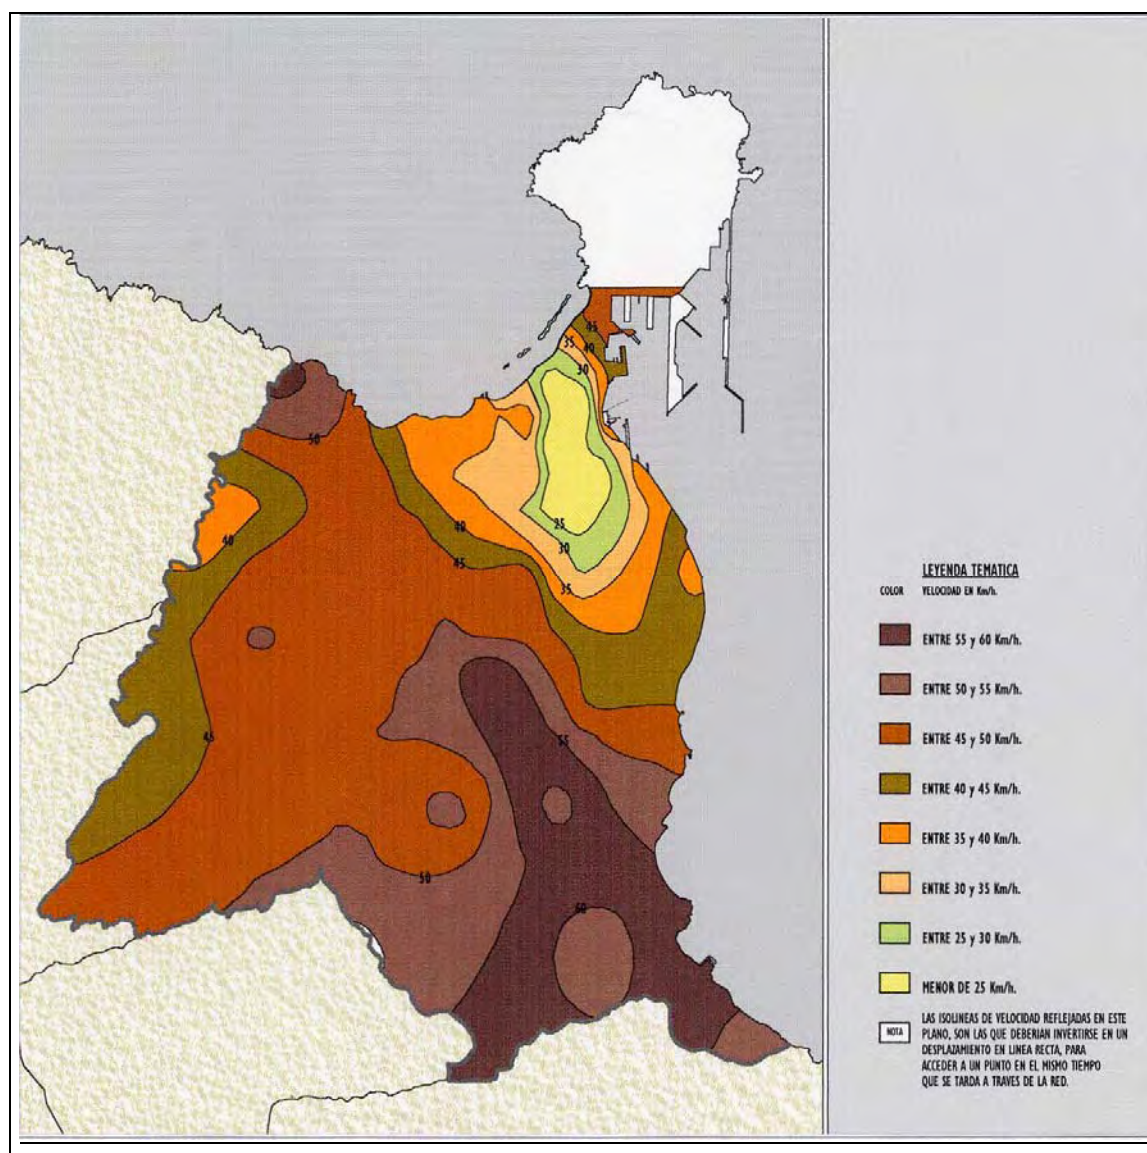 45
35
40
30
50
25
40
30
40
45
35
45
55
50
60
LEYENDA TEMATICA
COLOR VELOCIDAD EN Km/h.
ENTRE 55 y 60 Km/h.
ENTRE 50 y 55 Km/h.
ENTRE 45 y 50 Km/h.
ENTRE 40 y 45 Km/h.
ENTRE 35 y 40 Km/h.
ENTRE 30 y 35 Km/h.
ENTRE 25 y 30 Km/h.
MENOR DE 25 Km/h.
NOTA
LAS ISOLINEAS DE VELOCIDAD REFLEJADAS EN ESTE
PLANO, SON LAS QUE DEBERIAN INVERTIRSE EN UN
DESPLAZAMIENTO EN LINEA RECTA, PARA
ACCEDER A UN PUNTO EN EL MISMO TIEMPO
QUE SE TARDA A TRAVES DE LA RED.